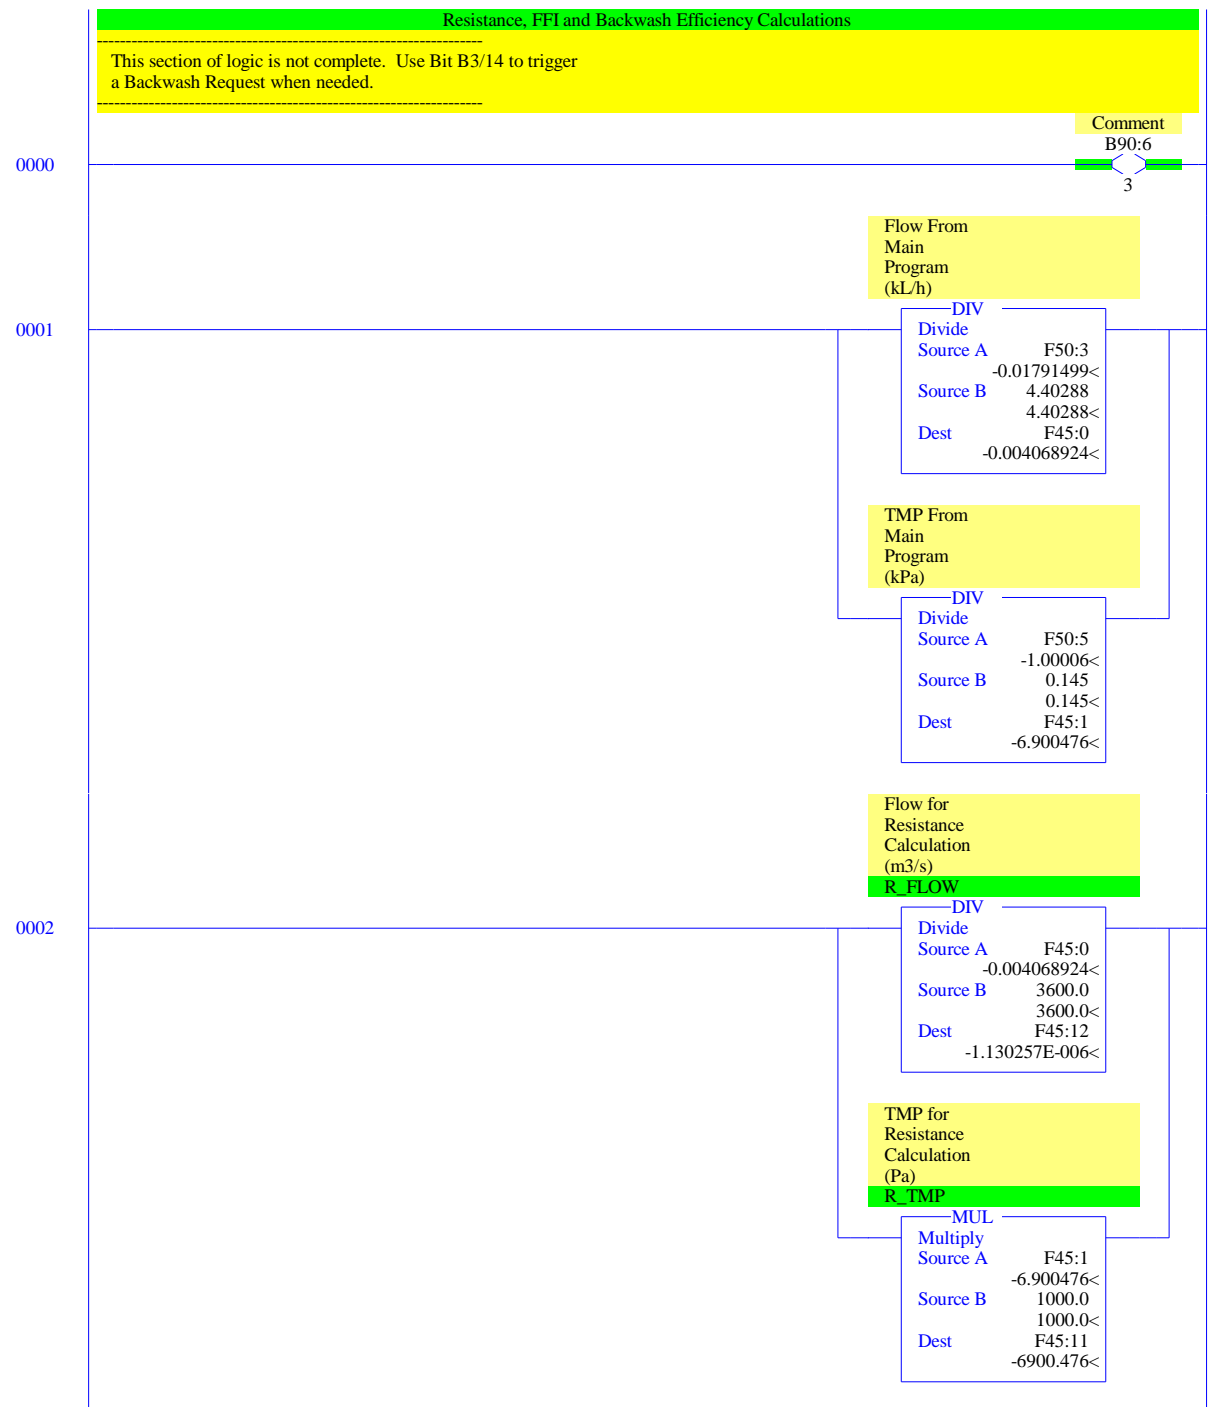 Resistance, FFI and Backwash Efficiency Calculations
-------------------------------------------------------------------
This section of logic is not complete.  Use Bit B3/14 to trigger
a Backwash Request when needed.
-------------------------------------------------------------------
Comment
B90:6
0000
3
Flow From
Main
Program
(kL/h)
DIV
0001
Divide
Source A F50:3
-0.01791499<
Source B 4.40288
4.40288<
Dest F45:0
-0.004068924<
TMP From
Main
Program
(kPa)
DIV
Divide
Source A F50:5
-1.00006<
Source B 0.145
0.145<
Dest F45:1
-6.900476<
Flow for
Resistance
Calculation
(m3/s)
R_FLOW
DIV
0002
Divide
Source A F45:0
-0.004068924<
Source B 3600.0
3600.0<
Dest F45:12
-1.130257E-006<
TMP for
Resistance
Calculation
(Pa)
R_TMP
MUL
Multiply
Source A F45:1
-6.900476<
Source B 1000.0
1000.0<
Dest F45:11
-6900.476<